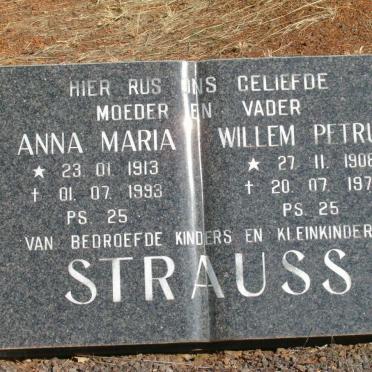 HIER RUS ONS GELIEFDE
MOEDER EN VADER
ANNA MARIA WILLEM PETRU
★ 23 01 1913 ★ 27 11 1908
† 01 07 1993 † 20 07 197
PS 25 PS 25
VAN BEDROEFDE KINDERS EN KLEINKINDER
STRAUSS